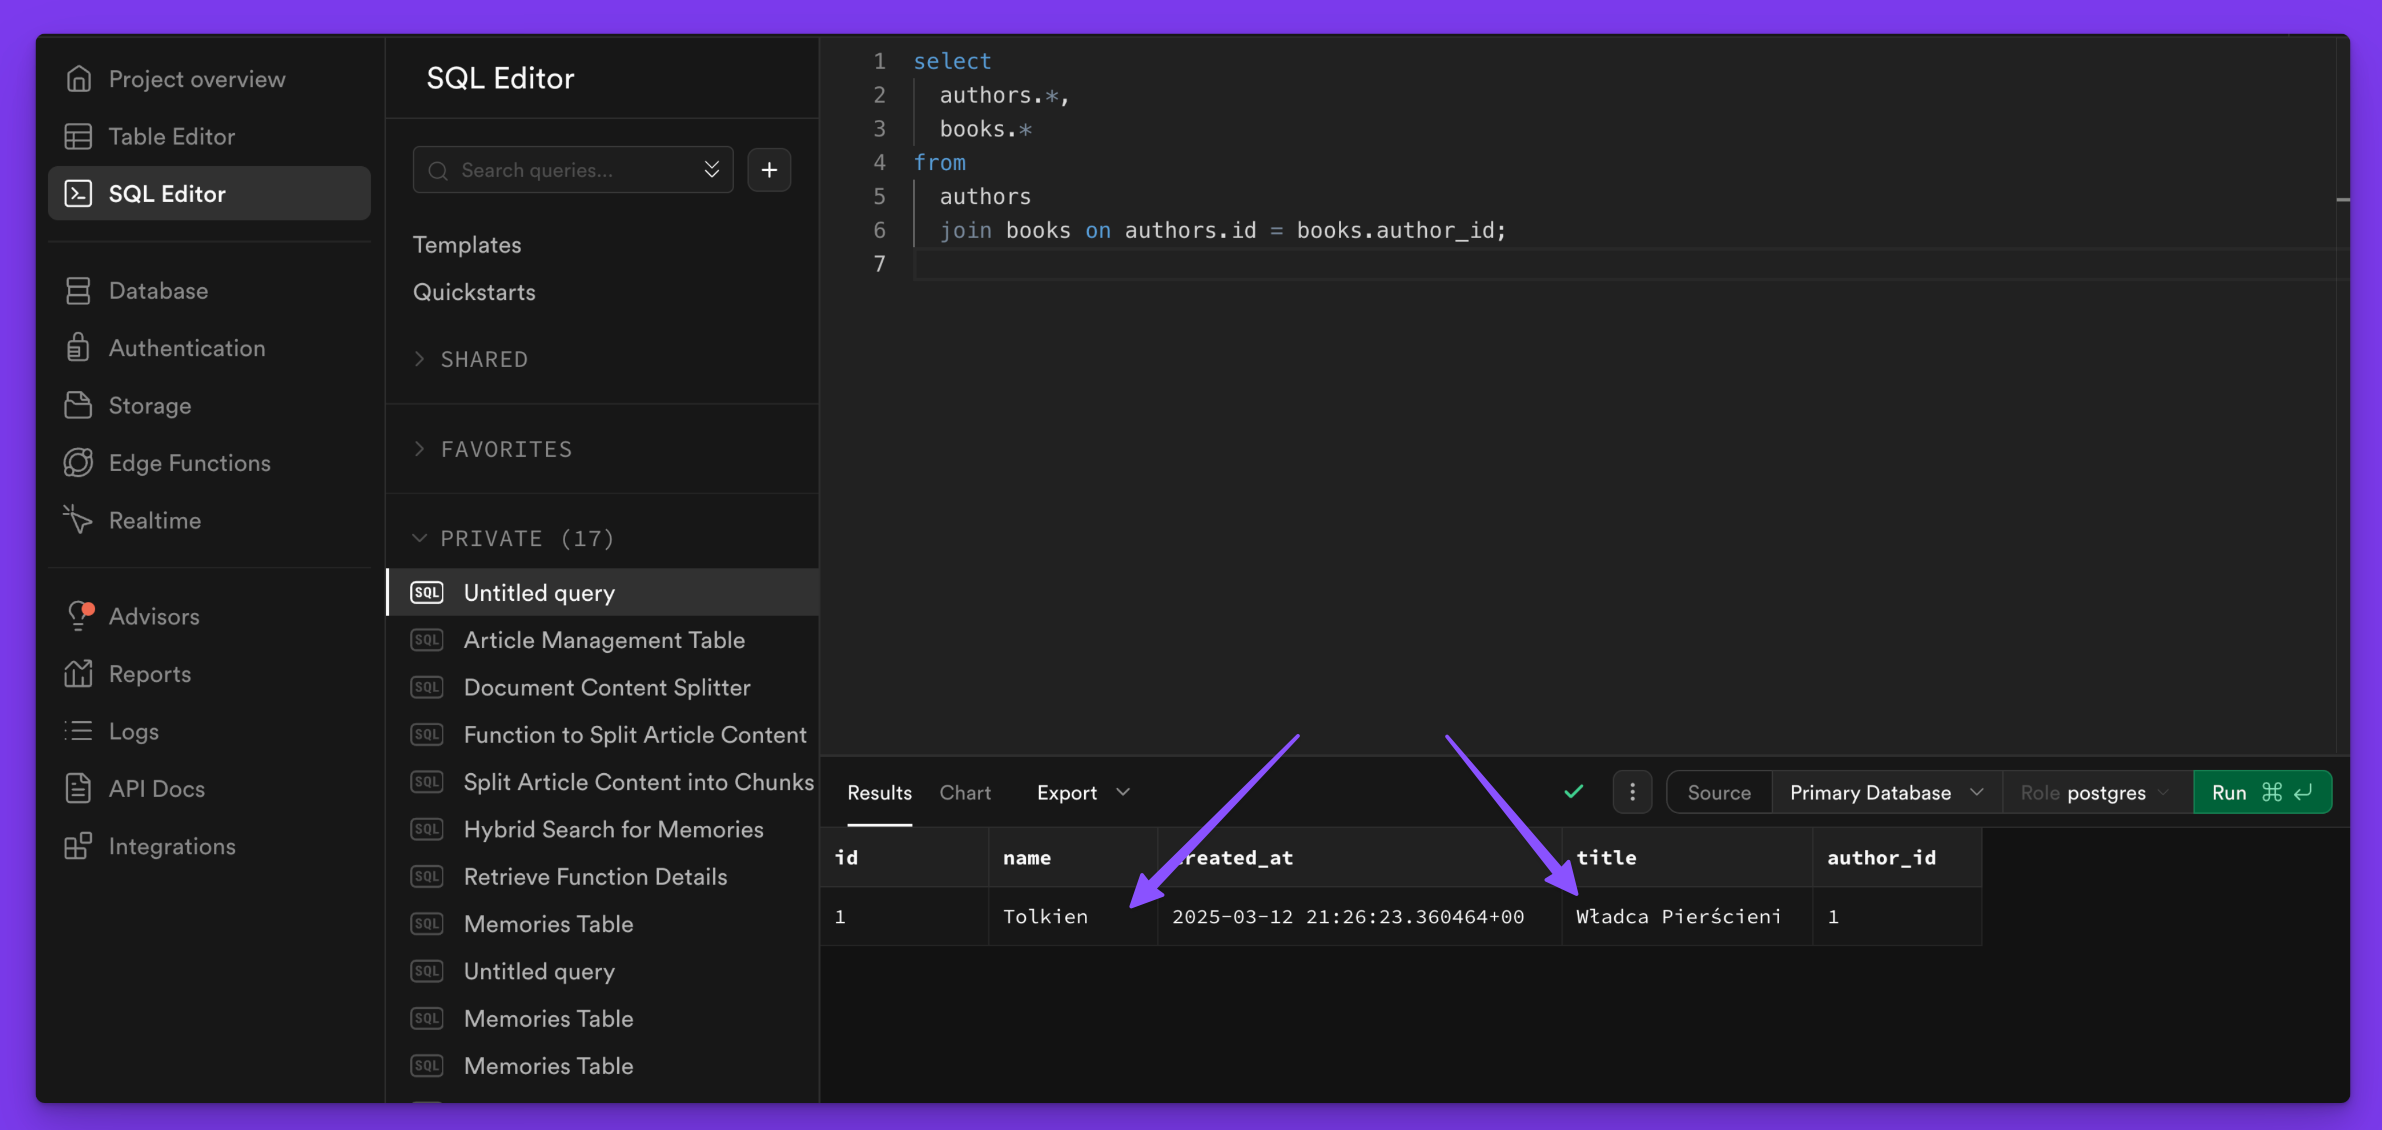 Project overview
Table Editor
SQL Editor
Database
Authentication
Storage
Edge Functions
Realtime
Advisors
Reports
Logs
API Docs
Integrations
SQL Editor
Search queries...
Templates
Quickstarts
SHARED
FAVORITES
PRIVATE (17)
SQL Untitled query
SQL Article Management Table
SQL Document Content Splitter
SQL Function to Split Article Content
SQL Split Article Content into Chunks
SQL Hybrid Search for Memories
SQL Retrieve Function Details
SQL Memories Table
SQL Untitled query
SQL Memories Table
SQL Memories Table
1 select
2 authors.*,
3 books.*
4 from
5 authors
6 join books on authors.id = books.author_id;
7
Results Chart Export Source Primary Database Role postgres Run ⌘ ↵
id name created_at title author_id
1 Tolkien 2025-03-12 21:26:23.360464+00 Władca Pierścieni 1